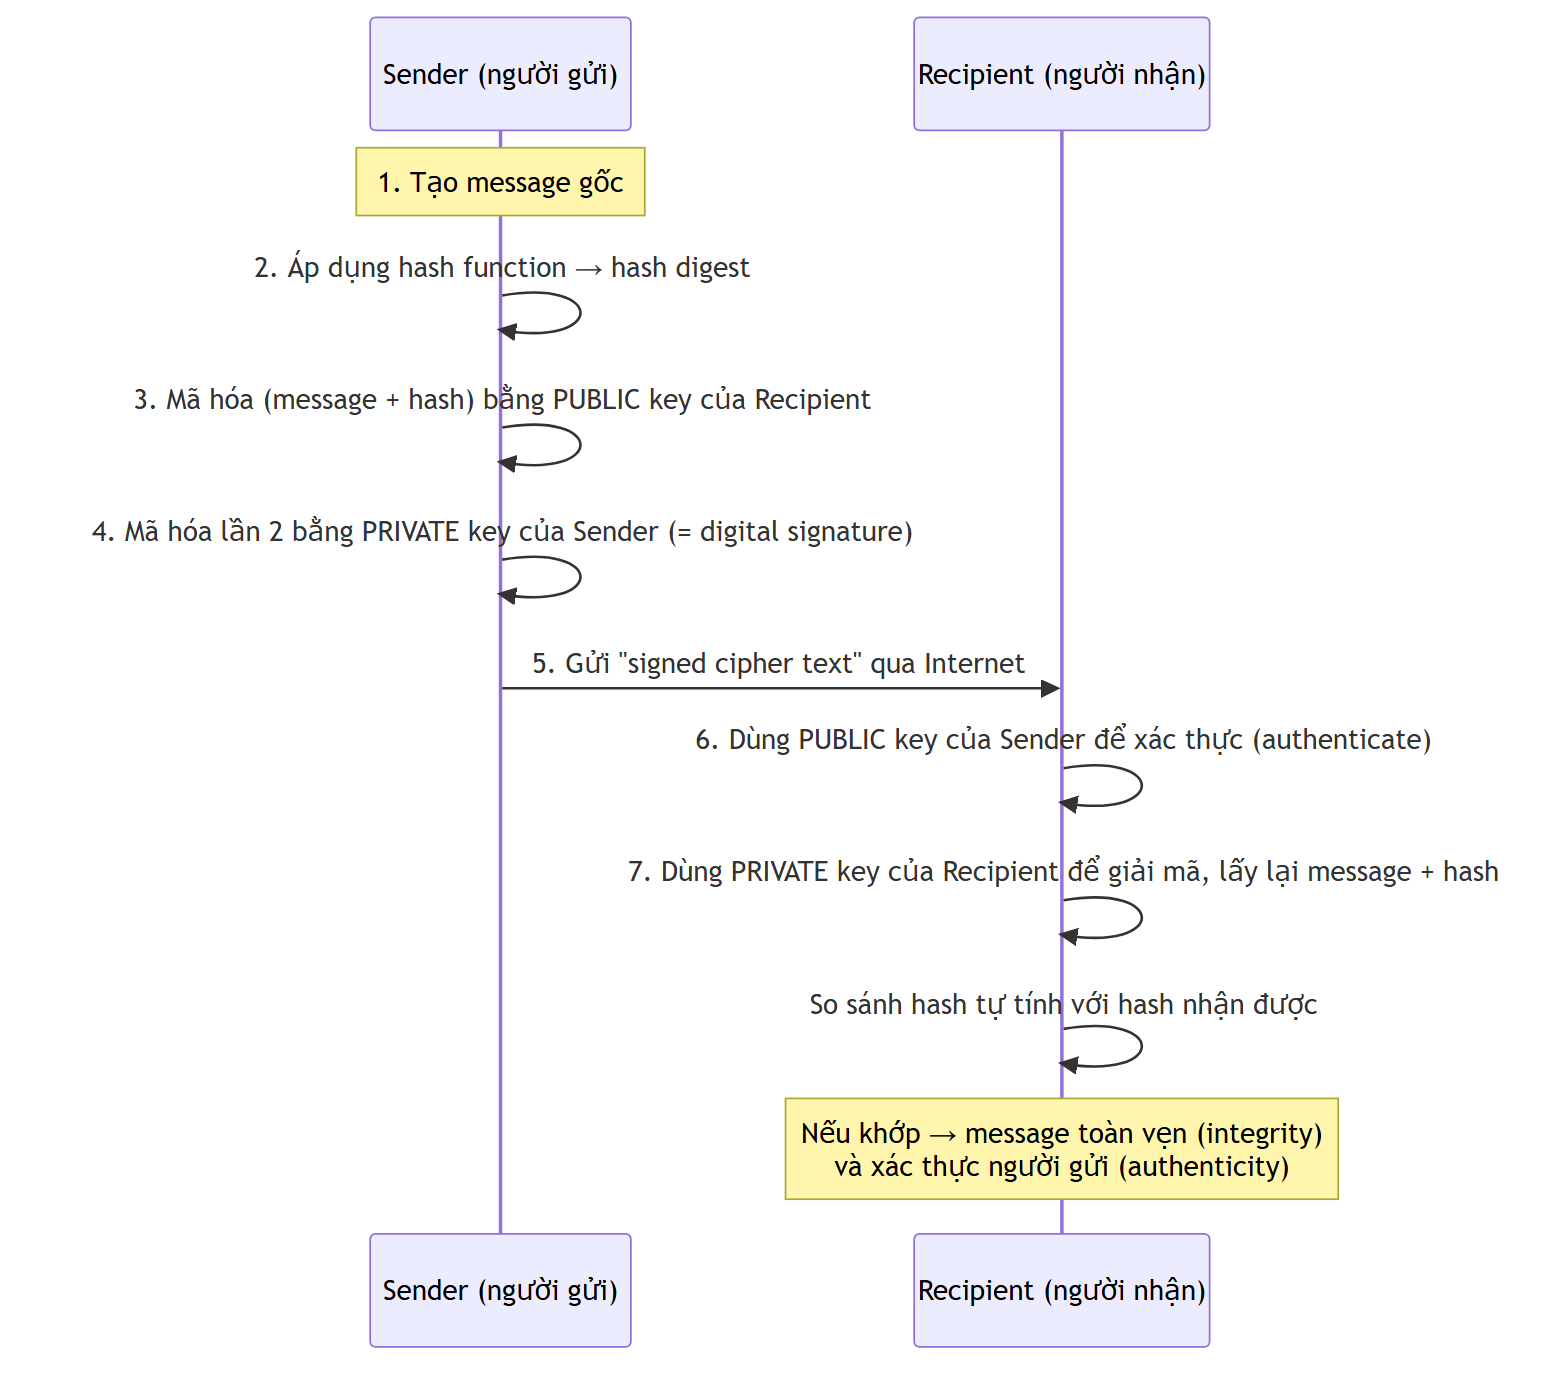 Sender (người gửi)
Recipient (người nhận)
1. Tạo message gốc
2. Áp dụng hash function → hash digest
3. Mã hóa (message + hash) bằng PUBLIC key của Recipient
4. Mã hóa lần 2 bằng PRIVATE key của Sender (= digital signature)
5. Gửi "signed cipher text" qua Internet
6. Dùng PUBLIC key của Sender để xác thực (authenticate)
7. Dùng PRIVATE key của Recipient để giải mã, lấy lại message + hash
So sánh hash tự tính với hash nhận được
Nếu khớp → message toàn vẹn (integrity)
và xác thực người gửi (authenticity)
Sender (người gửi)
Recipient (người nhận)